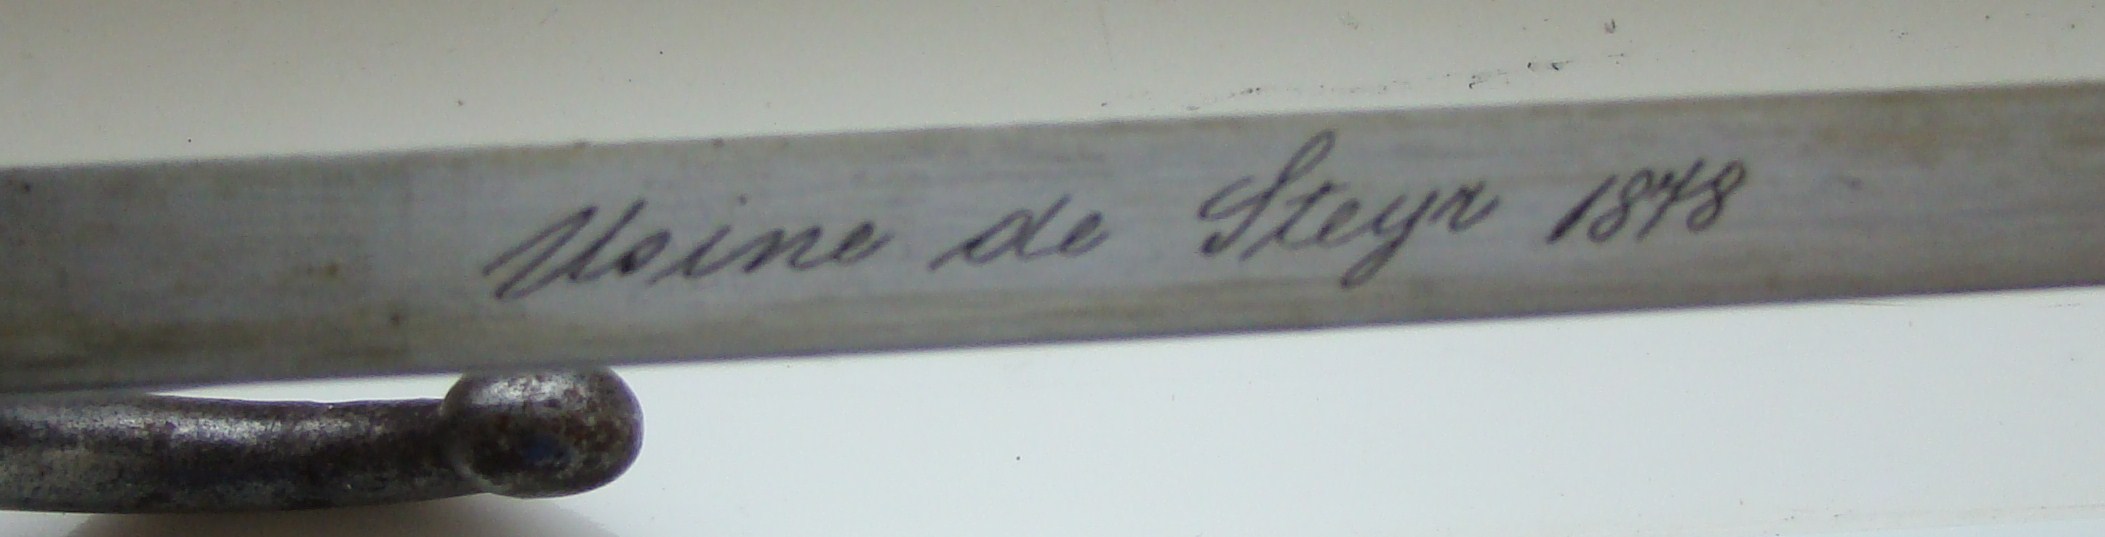 Usine de Steyr 1878